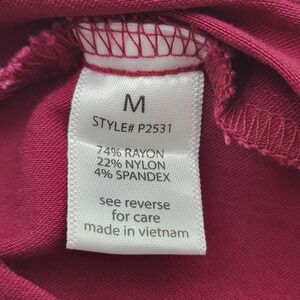 M
STYLE# P2531
74% RAYON
22% NYLON
4% SPANDEX
see reverse
for care
made in vietnam